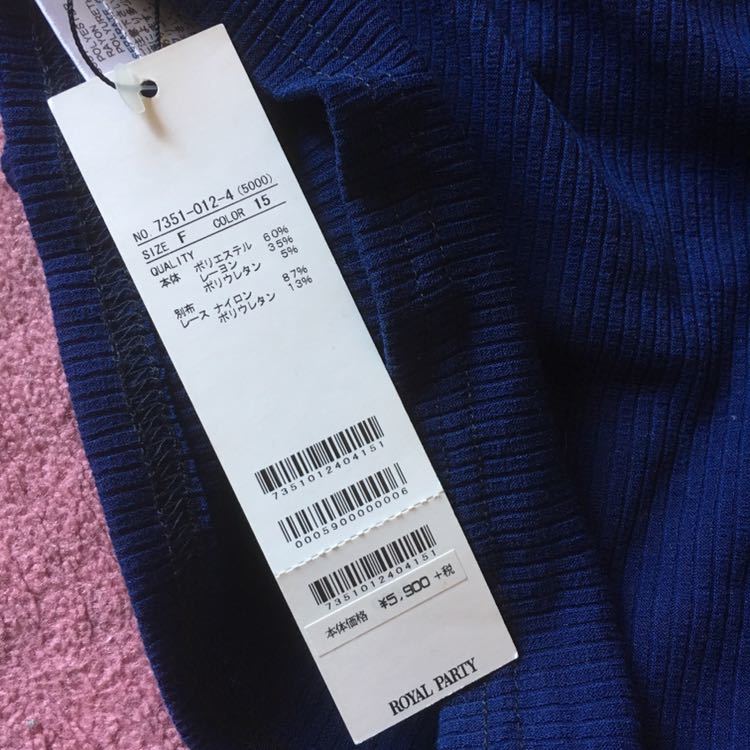 NO. 7351-012-4 (5000)
SIZE F COLOR 15
QUALITY
本体 ポリエステル 60%
レーヨン 35%
ポリウレタン 5%
別布
レース ナイロン 87%
ポリウレタン 13%
7351012404151
0005900000006
7351012404151
本体価格 ¥5,900 +税
ROYAL PARTY